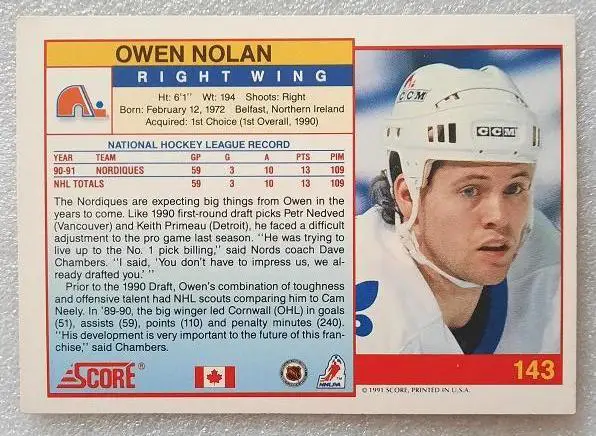 OWEN NOLAN
RIGHT WING
Ht: 6'1" Wt: 194 Shoots: Right
Born: February 12, 1972 Belfast, Northern Ireland
Acquired: 1st Choice (1st Overall, 1990)
NATIONAL HOCKEY LEAGUE RECORD
YEAR TEAM GP G A PTS PIM
90-91 NORDIQUES 59 3 10 13 109
NHL TOTALS 59 3 10 13 109
The Nordiques are expecting big things from Owen in the
years to come. Like 1990 first-round draft picks Petr Nedved
(Vancouver) and Keith Primeau (Detroit), he faced a difficult
adjustment to the pro game last season. "He was trying to
live up to the No. 1 pick billing," said Nords coach Dave
Chambers. "I said, 'You don't have to impress us, we al-
ready drafted you.' "
Prior to the 1990 Draft, Owen's combination of toughness
and offensive talent had NHL scouts comparing him to Cam
Neely. In '89-90, the big winger led Cornwall (OHL) in goals
(51), assists (59), points (110) and penalty minutes (240).
"His development is very important to the future of this fran-
chise," said Chambers.
SCORE®
NHLPA
TM
CCM
CCM
143
© 1991 SCORE, PRINTED IN U.S.A.